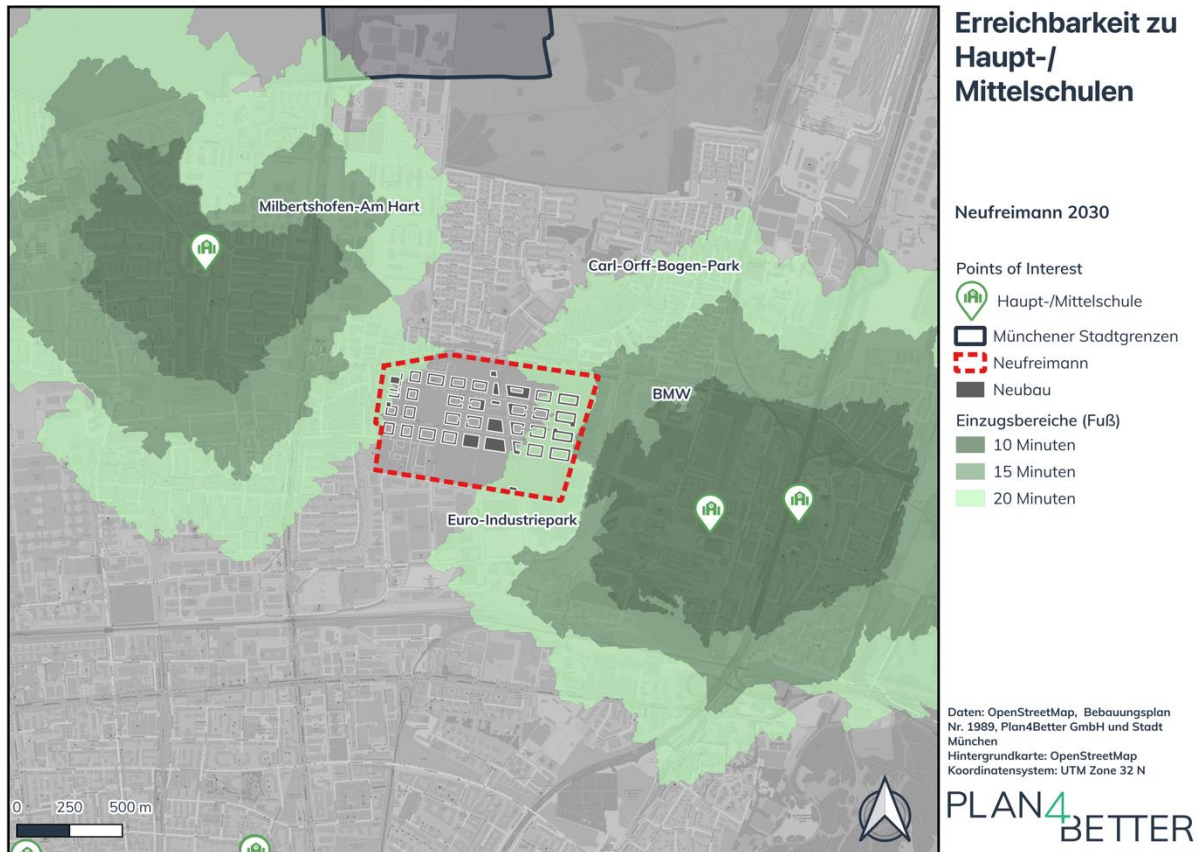 Erreichbarkeit zu
Haupt-/
Mittelschulen
Neufreimann 2030
Points of Interest
Haupt-/Mittelschule
Münchener Stadtgrenzen
Neufreimann
Neubau
Einzugsbereiche (Fuß)
10 Minuten
15 Minuten
20 Minuten
Milbertshofen-Am Hart
Carl-Orff-Bogen-Park
BMW
Euro-Industriepark
0 250 500 m
Daten: OpenStreetMap, Bebauungsplan
Nr. 1989, Plan4Better GmbH und Stadt
München
Hintergrundkarte: OpenStreetMap
Koordinatensystem: UTM Zone 32 N
PLAN4
BETTER